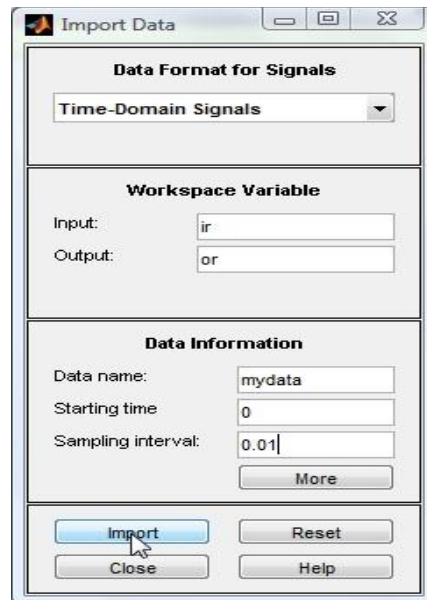 Import Data
Data Format for Signals
Time-Domain Signals
Workspace Variable
Input: ir
Output: or
Data Information
Data name: mydata
Starting time 0
Sampling interval: 0.01
More
Import Reset
Close Help